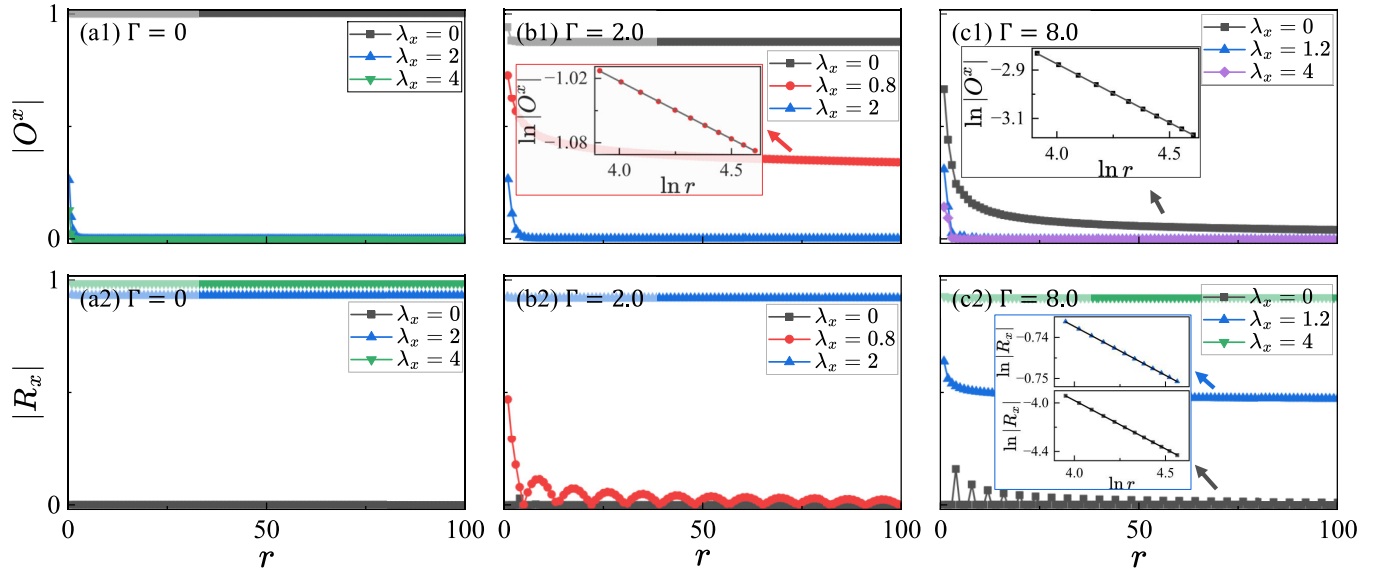 1
(a1) Γ = 0
λₓ = 0
λₓ = 2
λₓ = 4
|Oˣ|
0
(b1) Γ = 2.0
λₓ = 0
λₓ = 0.8
λₓ = 2
ln |Oˣ|
−1.02
−1.08
4.0
4.5
ln r
(c1) Γ = 8.0
λₓ = 0
λₓ = 1.2
λₓ = 4
ln |Oˣ|
−2.9
−3.1
4.0
4.5
ln r
1
(a2) Γ = 0
λₓ = 0
λₓ = 2
λₓ = 4
|Rₓ|
0
0
50
100
r
(b2) Γ = 2.0
λₓ = 0
λₓ = 0.8
λₓ = 2
0
50
100
r
(c2) Γ = 8.0
λₓ = 0
λₓ = 1.2
λₓ = 4
ln |Rₓ|
−0.74
−0.75
ln |Rₓ|
−4.0
−4.4
4.0
4.5
ln r
0
50
100
r